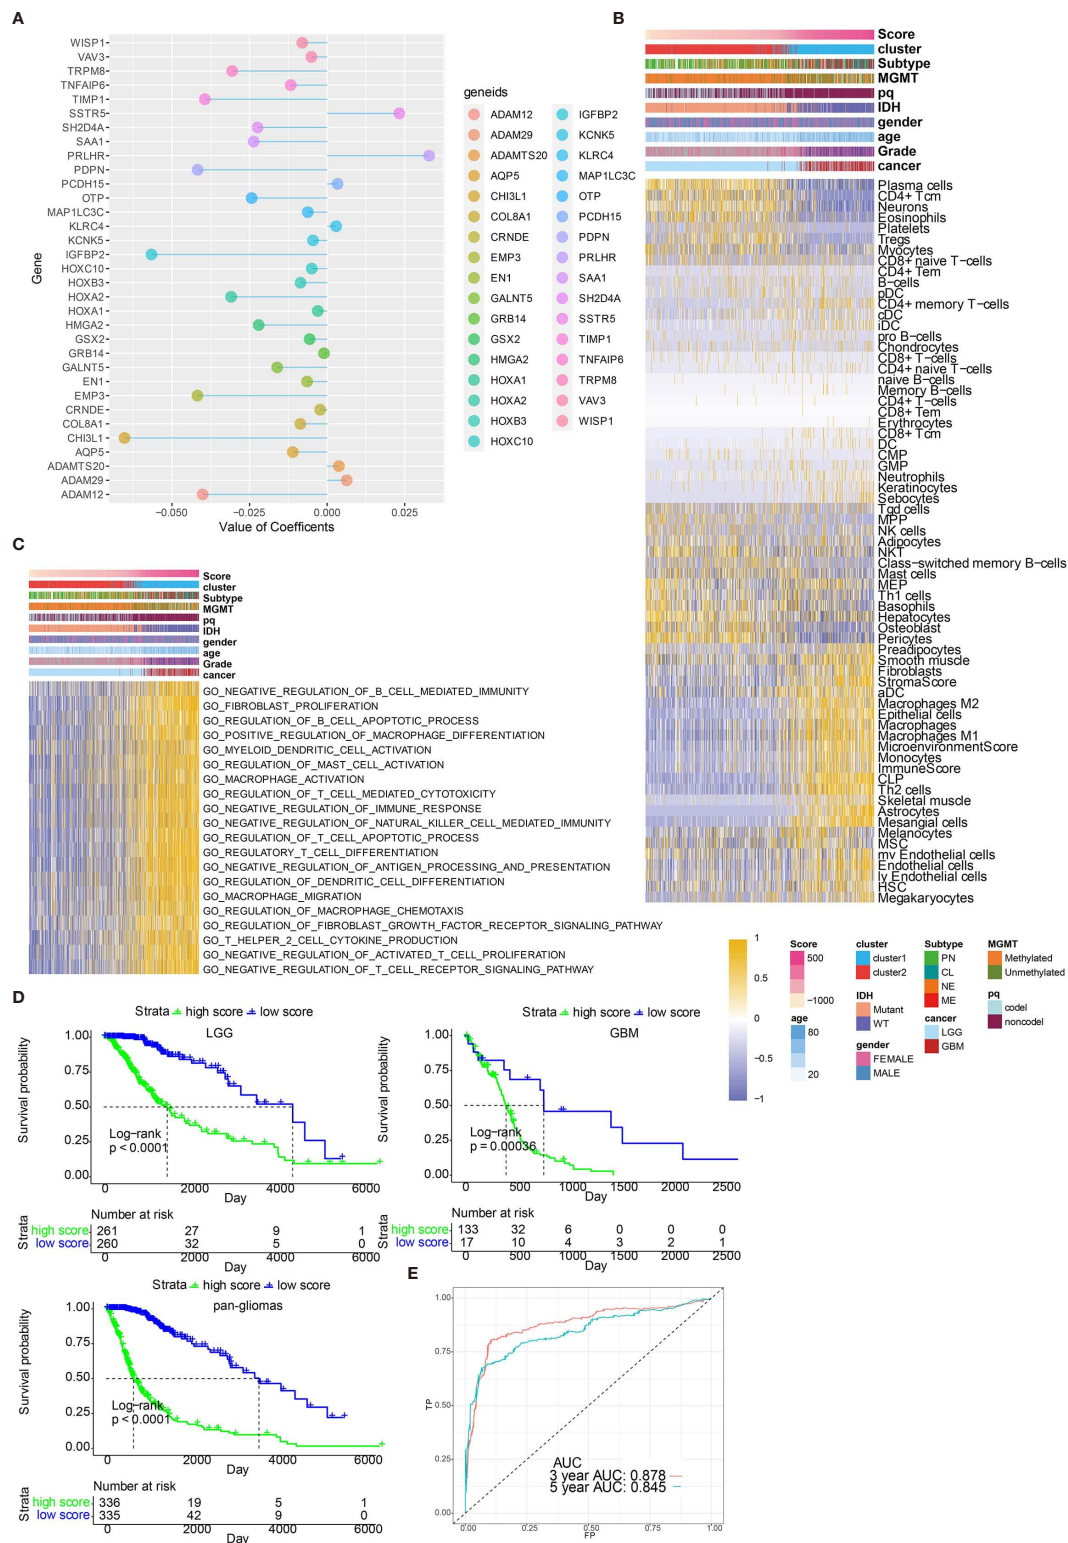 A
WISP1
VAV3
TRPM8
TNFAIP6
TIMP1
SSTR5
SH2D4A
SAA1
PRLHR
PDPN
PCDH15
OTP
MAP1LC3C
KLRC4
KCNK5
IGFBP2
HOXC10
HOXB3
HOXA2
HOXA1
HMGA2
GSX2
GRB14
GALNT5
EN1
EMP3
CRNDE
COL8A1
CHI3L1
AQP5
ADAMTS20
ADAM29
ADAM12
Gene
−0.050 −0.025 0.000 0.025
Value of Coefficents
geneids
ADAM12 IGFBP2
ADAM29 KCNK5
ADAMTS20 KLRC4
AQP5 MAP1LC3C
CHI3L1 OTP
COL8A1 PCDH15
CRNDE PDPN
EMP3 PRLHR
EN1 SAA1
GALNT5 SH2D4A
GRB14 SSTR5
GSX2 TIMP1
HMGA2 TNFAIP6
HOXA1 TRPM8
HOXA2 VAV3
HOXB3 WISP1
HOXC10
B
Score
cluster
Subtype
MGMT
pq
IDH
gender
age
Grade
cancer
Plasma cells
CD4+ Tcm
Neurons
Eosinophils
Platelets
Tregs
Myocytes
CD8+ naive T−cells
CD4+ Tem
B−cells
pDC
CD4+ memory T−cells
cDC
iDC
pro B−cells
Chondrocytes
CD8+ T−cells
CD4+ naive T−cells
naive B−cells
Memory B−cells
CD4+ T−cells
CD8+ Tem
Erythrocytes
CD8+ Tcm
DC
CMP
GMP
Neutrophils
Keratinocytes
Sebocytes
Tgd cells
MPP
NK cells
Adipocytes
NKT
Class−switched memory B−cells
Mast cells
MEP
Th1 cells
Basophils
Hepatocytes
Osteoblast
Pericytes
Preadipocytes
Smooth muscle
Fibroblasts
StromaScore
aDC
Macrophages M2
Epithelial cells
Macrophages
Macrophages M1
MicroenvironmentScore
Monocytes
ImmuneScore
CLP
Th2 cells
Skeletal muscle
Astrocytes
Mesangial cells
Melanocytes
MSC
mv Endothelial cells
Endothelial cells
ly Endothelial cells
HSC
Megakaryocytes
C
Score
cluster
Subtype
MGMT
pq
IDH
gender
age
Grade
cancer
GO_NEGATIVE_REGULATION_OF_B_CELL_MEDIATED_IMMUNITY
GO_FIBROBLAST_PROLIFERATION
GO_REGULATION_OF_B_CELL_APOPTOTIC_PROCESS
GO_POSITIVE_REGULATION_OF_MACROPHAGE_DIFFERENTIATION
GO_MYELOID_DENDRITIC_CELL_ACTIVATION
GO_REGULATION_OF_MAST_CELL_ACTIVATION
GO_MACROPHAGE_ACTIVATION
GO_REGULATION_OF_T_CELL_MEDIATED_CYTOTOXICITY
GO_NEGATIVE_REGULATION_OF_IMMUNE_RESPONSE
GO_NEGATIVE_REGULATION_OF_NATURAL_KILLER_CELL_MEDIATED_IMMUNITY
GO_REGULATION_OF_T_CELL_APOPTOTIC_PROCESS
GO_REGULATORY_T_CELL_DIFFERENTIATION
GO_NEGATIVE_REGULATION_OF_ANTIGEN_PROCESSING_AND_PRESENTATION
GO_REGULATION_OF_DENDRITIC_CELL_DIFFERENTIATION
GO_MACROPHAGE_MIGRATION
GO_REGULATION_OF_MACROPHAGE_CHEMOTAXIS
GO_REGULATION_OF_FIBROBLAST_GROWTH_FACTOR_RECEPTOR_SIGNALING_PATHWAY
GO_T_HELPER_2_CELL_CYTOKINE_PRODUCTION
GO_NEGATIVE_REGULATION_OF_ACTIVATED_T_CELL_PROLIFERATION
GO_NEGATIVE_REGULATION_OF_T_CELL_RECEPTOR_SIGNALING_PATHWAY
1
0.5
0
−0.5
−1
Score
500
−1000
age
80
20
cluster
cluster1
cluster2
IDH
Mutant
WT
gender
FEMALE
MALE
Subtype
PN
CL
NE
ME
cancer
LGG
GBM
MGMT
Methylated
Unmethylated
pq
codel
noncodel
D
Strata high score low score
LGG
Survival probability
1.00
0.75
0.50
0.25
0.00
Log−rank
p < 0.0001
0 2000 4000 6000
Day
Number at risk
Strata
high score 261 27 9 1
low score 260 32 5 0
0 2000 4000 6000
Day
Strata high score low score
GBM
Survival probability
1.00
0.75
0.50
0.25
0.00
Log−rank
p = 0.00036
0 500 1000 1500 2000 2500
Day
Number at risk
Strata
high score 133 32 6 0 0 0
low score 17 10 4 3 2 1
0 500 1000 1500 2000 2500
Day
Strata high score low score
pan-gliomas
Survival probability
1.00
0.75
0.50
0.25
0.00
Log−rank
p < 0.0001
0 2000 4000 6000
Day
Number at risk
Strata
high score 336 19 5 1
low score 335 42 9 0
0 2000 4000 6000
Day
E
TP
1.00
0.75
0.50
0.25
0.00
AUC
3 year AUC: 0.878
5 year AUC: 0.845
0.00 0.25 0.50 0.75 1.00
FP